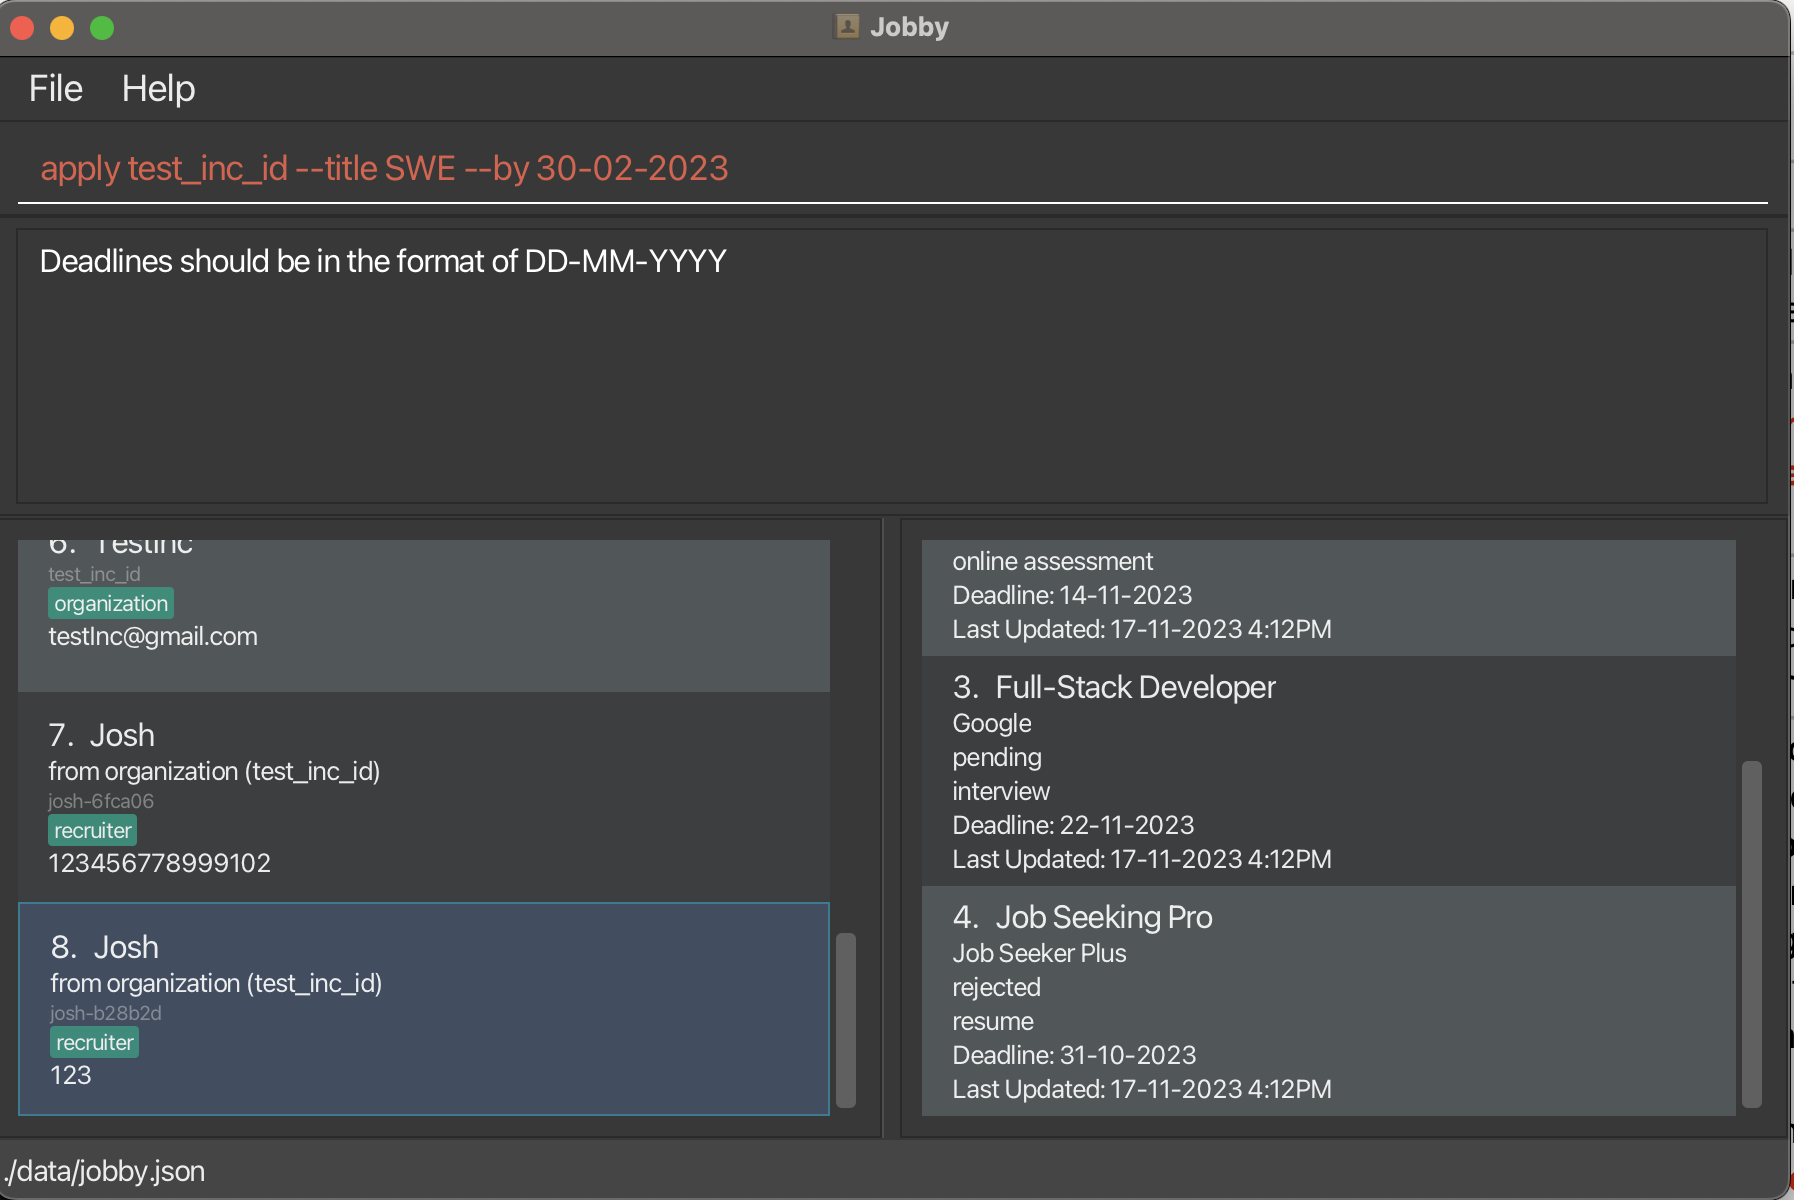 Jobby
File Help
apply test_inc_id --title SWE --by 30-02-2023
Deadlines should be in the format of DD-MM-YYYY
6. TestInc
test_inc_id
organization
testInc@gmail.com
7. Josh
from organization (test_inc_id)
josh-6fca06
recruiter
123456778999102
8. Josh
from organization (test_inc_id)
josh-b28b2d
recruiter
123
online assessment
Deadline: 14-11-2023
Last Updated: 17-11-2023 4:12PM
3. Full-Stack Developer
Google
pending
interview
Deadline: 22-11-2023
Last Updated: 17-11-2023 4:12PM
4. Job Seeking Pro
Job Seeker Plus
rejected
resume
Deadline: 31-10-2023
Last Updated: 17-11-2023 4:12PM
./data/jobby.json